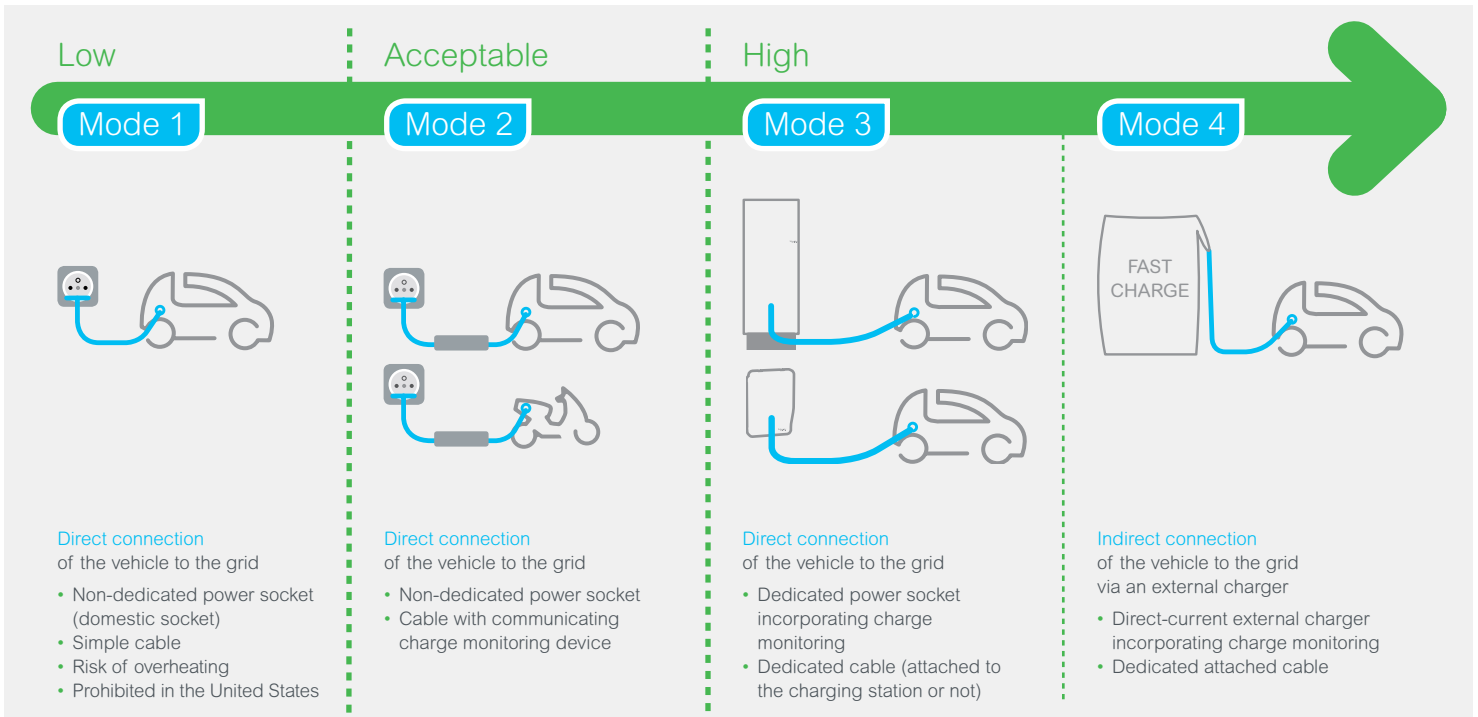 Low
Acceptable
High
Mode 1
Mode 2
Mode 3
Mode 4
FAST
CHARGE
Direct connection
of the vehicle to the grid
• Non-dedicated power socket
(domestic socket)
• Simple cable
• Risk of overheating
• Prohibited in the United States
Direct connection
of the vehicle to the grid
• Non-dedicated power socket
• Cable with communicating
charge monitoring device
Direct connection
of the vehicle to the grid
• Dedicated power socket
incorporating charge
monitoring
• Dedicated cable (attached to
the charging station or not)
Indirect connection
of the vehicle to the grid
via an external charger
• Direct-current external charger
incorporating charge monitoring
• Dedicated attached cable